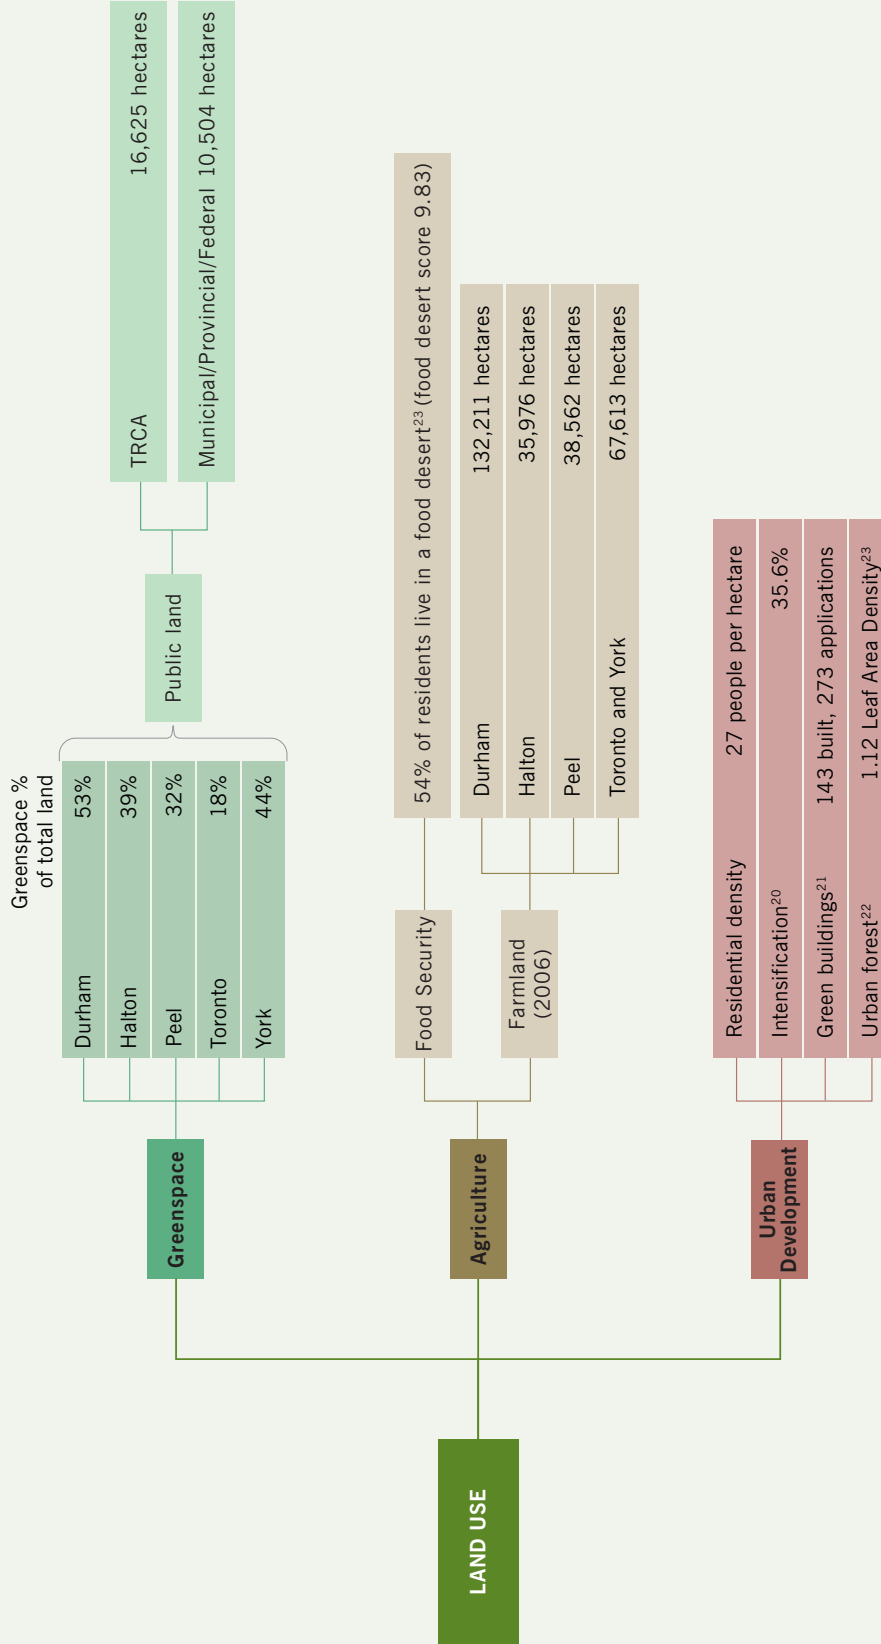 LAND USE
Greenspace
Greenspace %
of total land
Durham 53%
Halton 39%
Peel 32%
Toronto 18%
York 44%
Public land
TRCA 16,625 hectares
Municipal/Provincial/Federal 10,504 hectares
Agriculture
Food Security
54% of residents live in a food desert²³ (food desert score 9.83)
Farmland
(2006)
Durham 132,211 hectares
Halton 35,976 hectares
Peel 38,562 hectares
Toronto and York 67,613 hectares
Urban
Development
Residential density 27 people per hectare
Intensification²⁰ 35.6%
Green buildings²¹ 143 built, 273 applications
Urban forest²² 1.12 Leaf Area Density²³